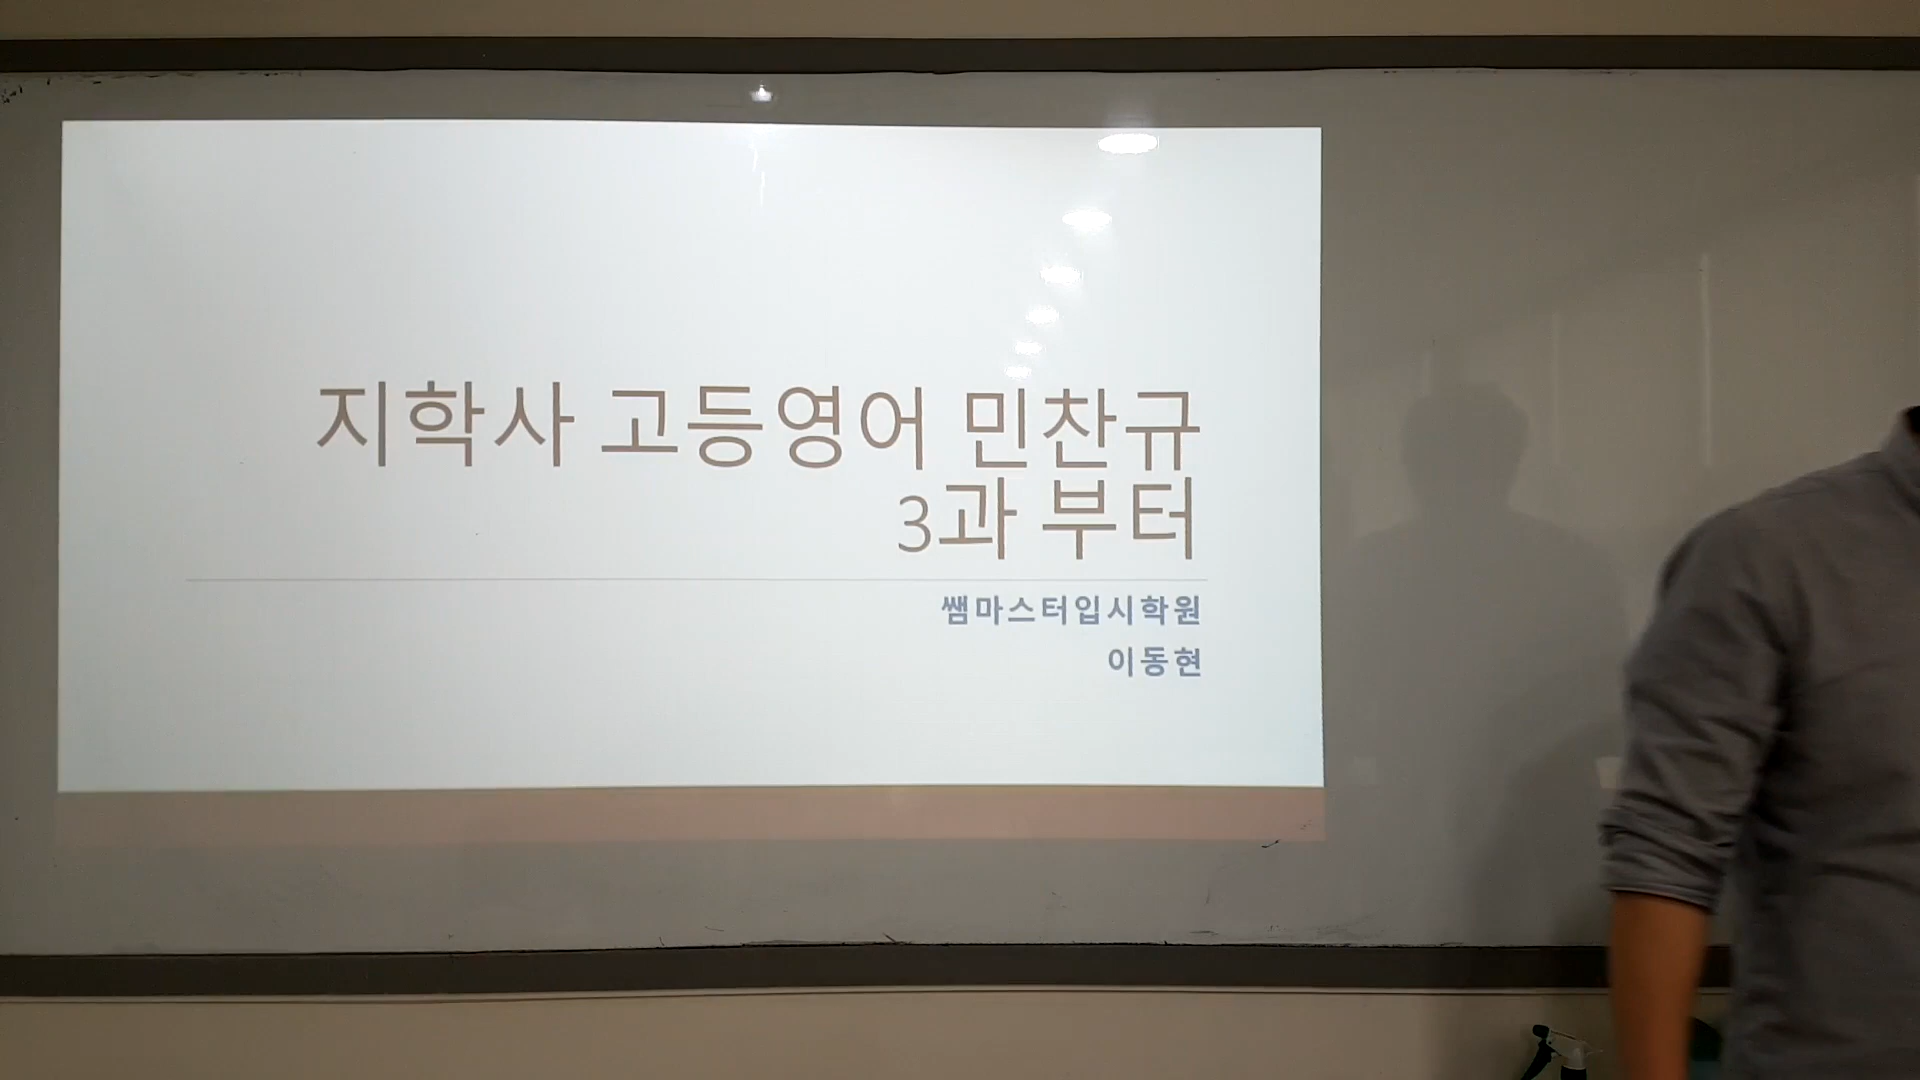 지학사 고등영어 민찬규
3과 부터
쌤마스터입시학원
이동현